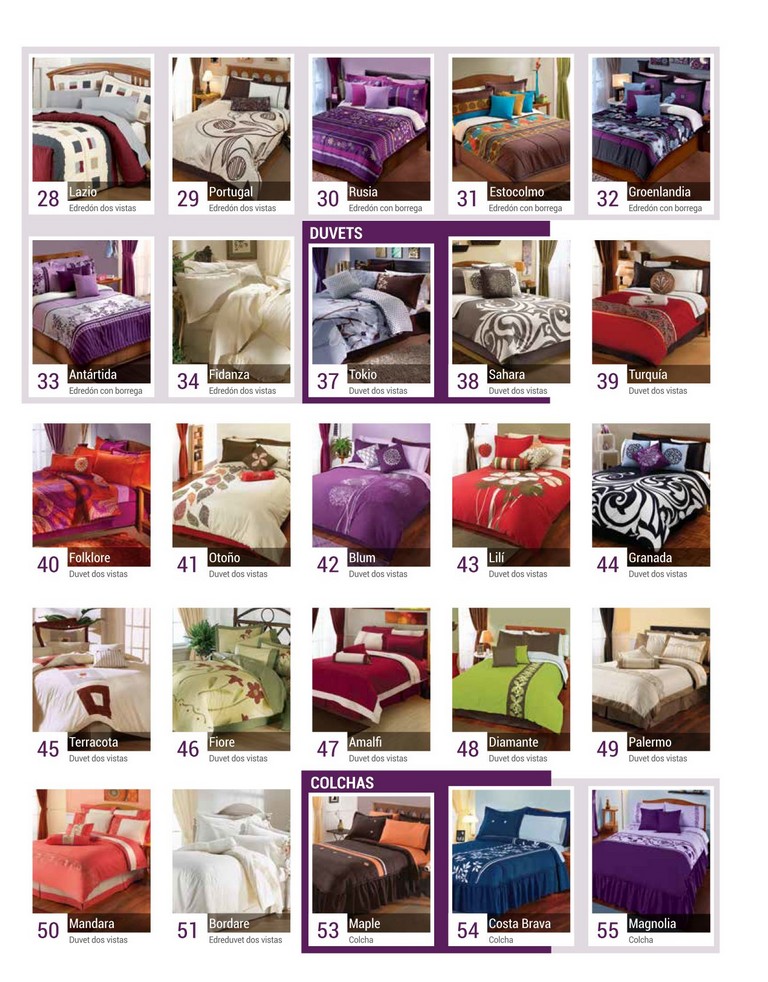 28 Lazio
Edredón dos vistas
29 Portugal
Edredón dos vistas
30 Rusia
Edredón con borrega
31 Estocolmo
Edredón con borrega
32 Groenlandia
Edredón con borrega
33 Antártida
Edredón con borrega
34 Fidanza
Edredón dos vistas
DUVETS
37 Tokio
Duvet dos vistas
38 Sahara
Duvet dos vistas
39 Turquía
Duvet dos vistas
40 Folklore
Duvet dos vistas
41 Otoño
Duvet dos vistas
42 Blum
Duvet dos vistas
43 Lilí
Duvet dos vistas
44 Granada
Duvet dos vistas
45 Terracota
Duvet dos vistas
46 Fiore
Duvet dos vistas
47 Amalfi
Duvet dos vistas
48 Diamante
Duvet dos vistas
49 Palermo
Duvet dos vistas
50 Mandara
Duvet dos vistas
51 Bordare
Edreduvet dos vistas
COLCHAS
53 Maple
Colcha
54 Costa Brava
Colcha
55 Magnolia
Colcha